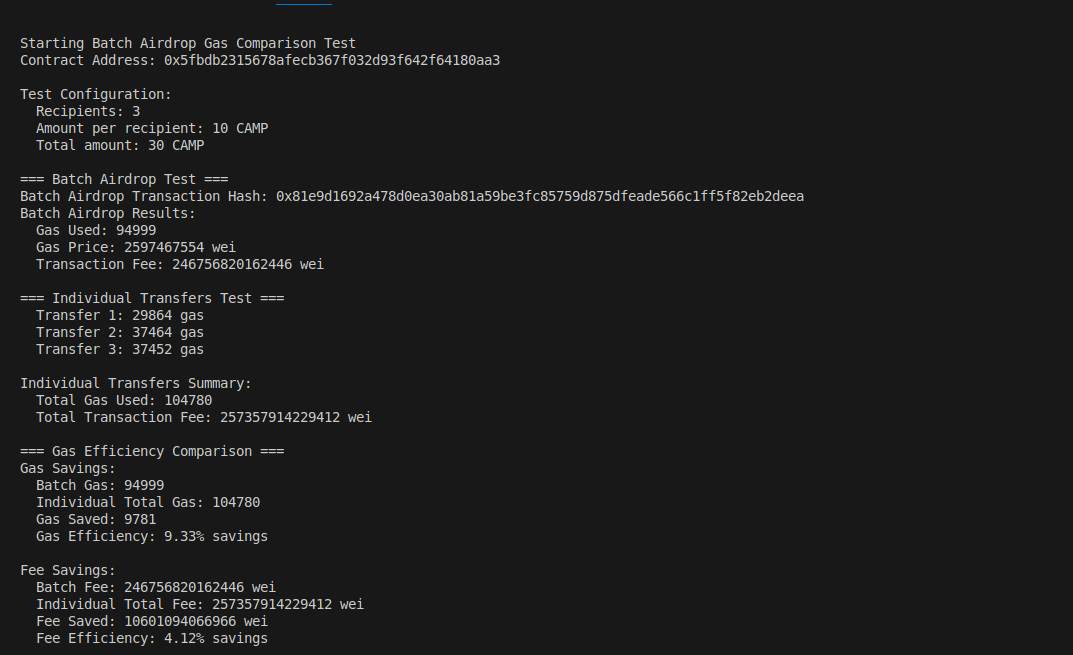 Starting Batch Airdrop Gas Comparison Test
Contract Address: 0x5fbdb2315678afecb367f032d93f642f64180aa3
Test Configuration:
Recipients: 3
Amount per recipient: 10 CAMP
Total amount: 30 CAMP
=== Batch Airdrop Test ===
Batch Airdrop Transaction Hash: 0x81e9d1692a478d0ea30ab81a59be3fc85759d875dfeade566c1ff5f82eb2deea
Batch Airdrop Results:
Gas Used: 94999
Gas Price: 2597467554 wei
Transaction Fee: 246756820162446 wei
=== Individual Transfers Test ===
Transfer 1: 29864 gas
Transfer 2: 37464 gas
Transfer 3: 37452 gas
Individual Transfers Summary:
Total Gas Used: 104780
Total Transaction Fee: 257357914229412 wei
=== Gas Efficiency Comparison ===
Gas Savings:
Batch Gas: 94999
Individual Total Gas: 104780
Gas Saved: 9781
Gas Efficiency: 9.33% savings
Fee Savings:
Batch Fee: 246756820162446 wei
Individual Total Fee: 257357914229412 wei
Fee Saved: 10601094066966 wei
Fee Efficiency: 4.12% savings